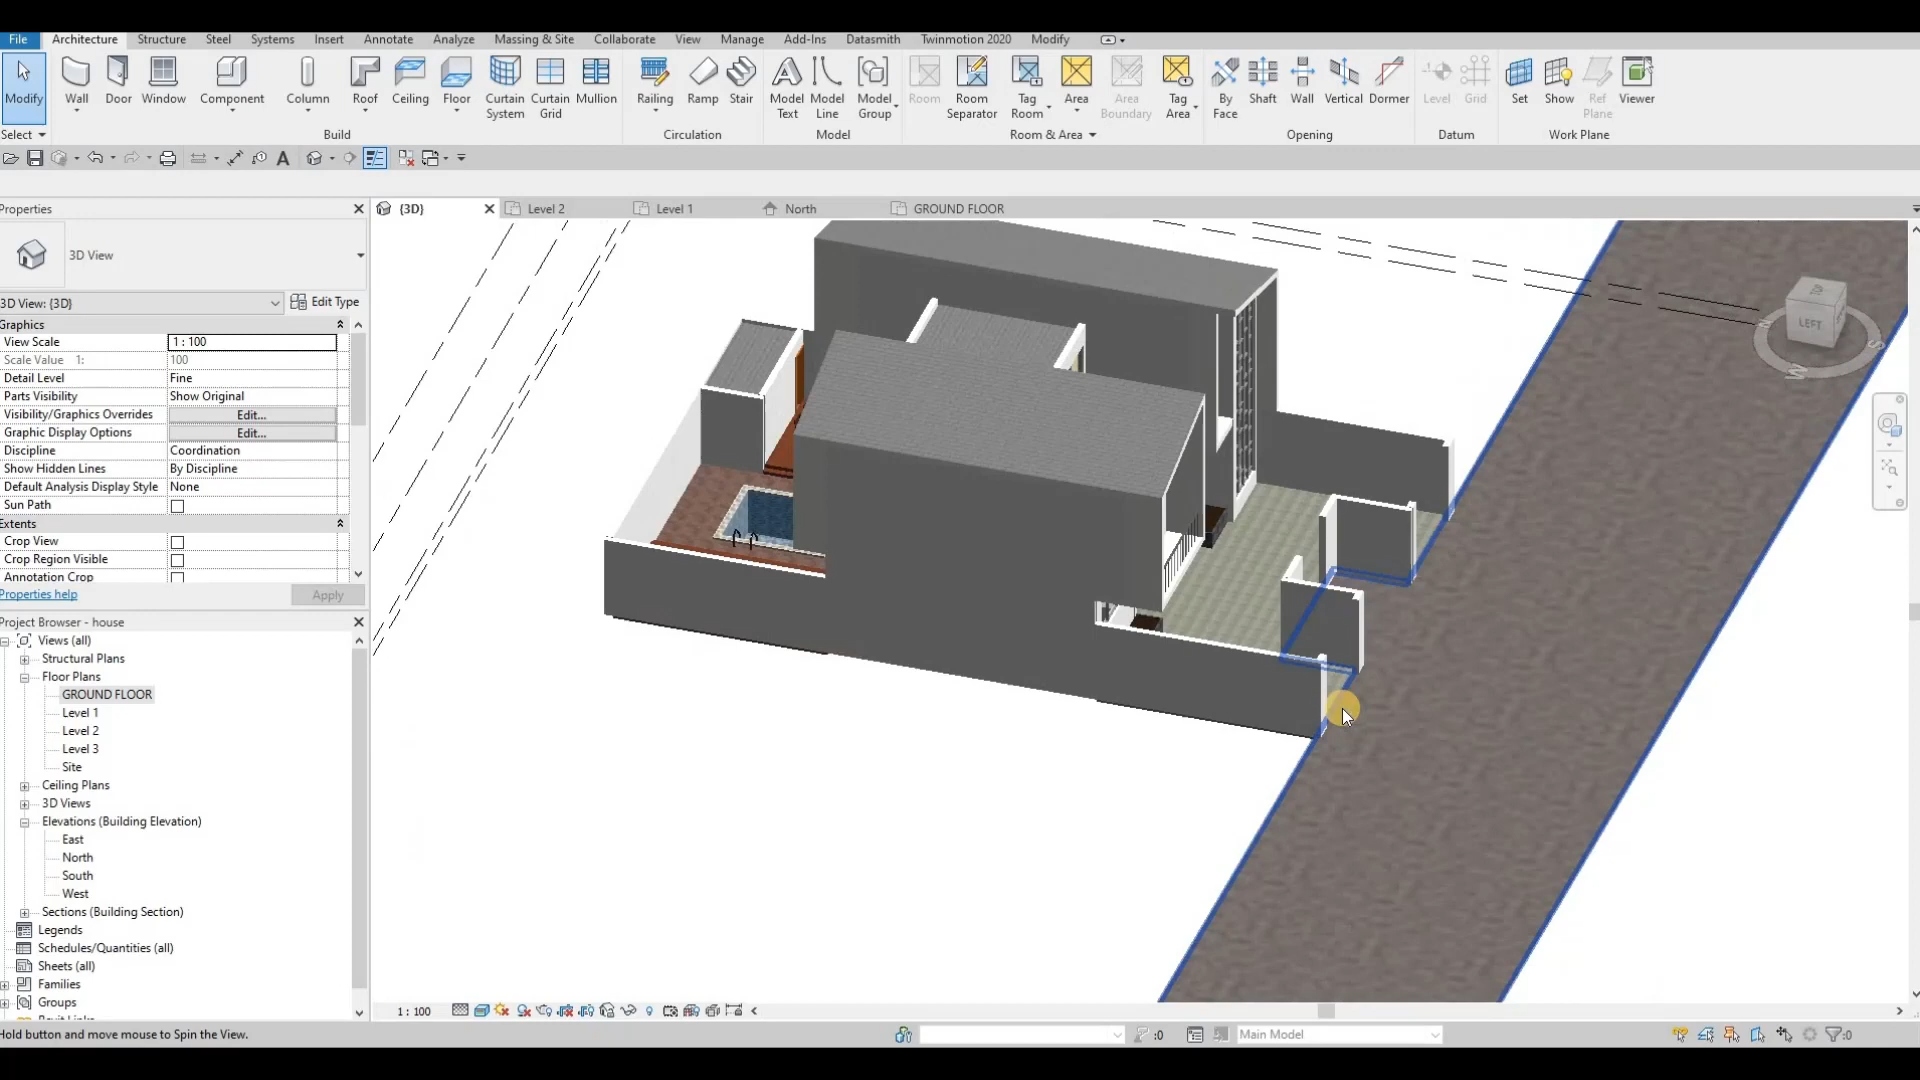 File Architecture Structure Steel Systems Insert Annotate Analyze Massing & Site Collaborate View Manage Add-Ins Datasmith Twinmotion 2020 Modify
Modify Wall Door Window Component Column Roof Ceiling Floor Curtain System Curtain Grid Mullion Railing Ramp Stair Model Text Model Line Model Group Room Room Separator Tag Room Area Area Boundary Tag Area By Face Shaft Wall Vertical Dormer Level Grid Set Show Ref Plane Viewer
Select Build Circulation Model Room & Area Opening Datum Work Plane
Properties
{3D} Level 2 Level 1 North GROUND FLOOR
3D View
3D View: {3D} Edit Type
Graphics
View Scale 1 : 100
Scale Value 1: 100
Detail Level Fine
Parts Visibility Show Original
Visibility/Graphics Overrides Edit...
Graphic Display Options Edit...
Discipline Coordination
Show Hidden Lines By Discipline
Default Analysis Display Style None
Sun Path
Extents
Crop View
Crop Region Visible
Annotation Crop
Properties help Apply
Project Browser - house
Views (all)
Structural Plans
Floor Plans
GROUND FLOOR
Level 1
Level 2
Level 3
Site
Ceiling Plans
3D Views
Elevations (Building Elevation)
East
North
South
West
Sections (Building Section)
Legends
Schedules/Quantities (all)
Sheets (all)
Families
Groups
LEFT
S
W
1 : 100
Hold button and move mouse to Spin the View.
:0 Main Model :0